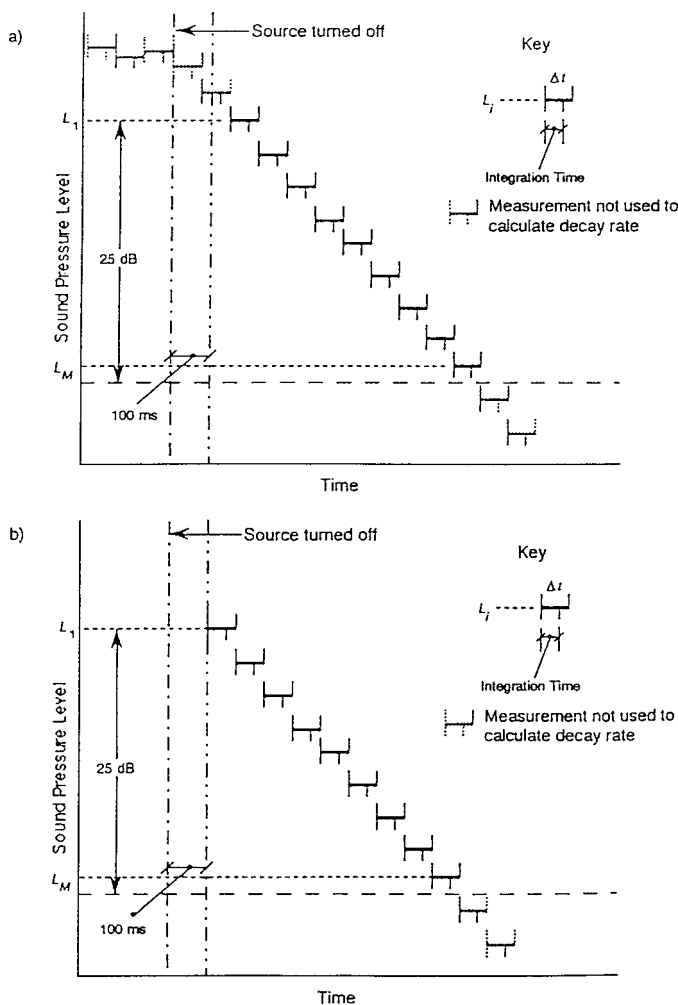 a)
Source turned off
Key
Δt
L₁
Lᵢ
Integration Time
Measurement not used to
calculate decay rate
Sound Pressure Level
25 dB
L_M
100 ms
Time
b)
Source turned off
Key
Δt
L₁
Lᵢ
Integration Time
Measurement not used to
calculate decay rate
Sound Pressure Level
25 dB
L_M
100 ms
Time